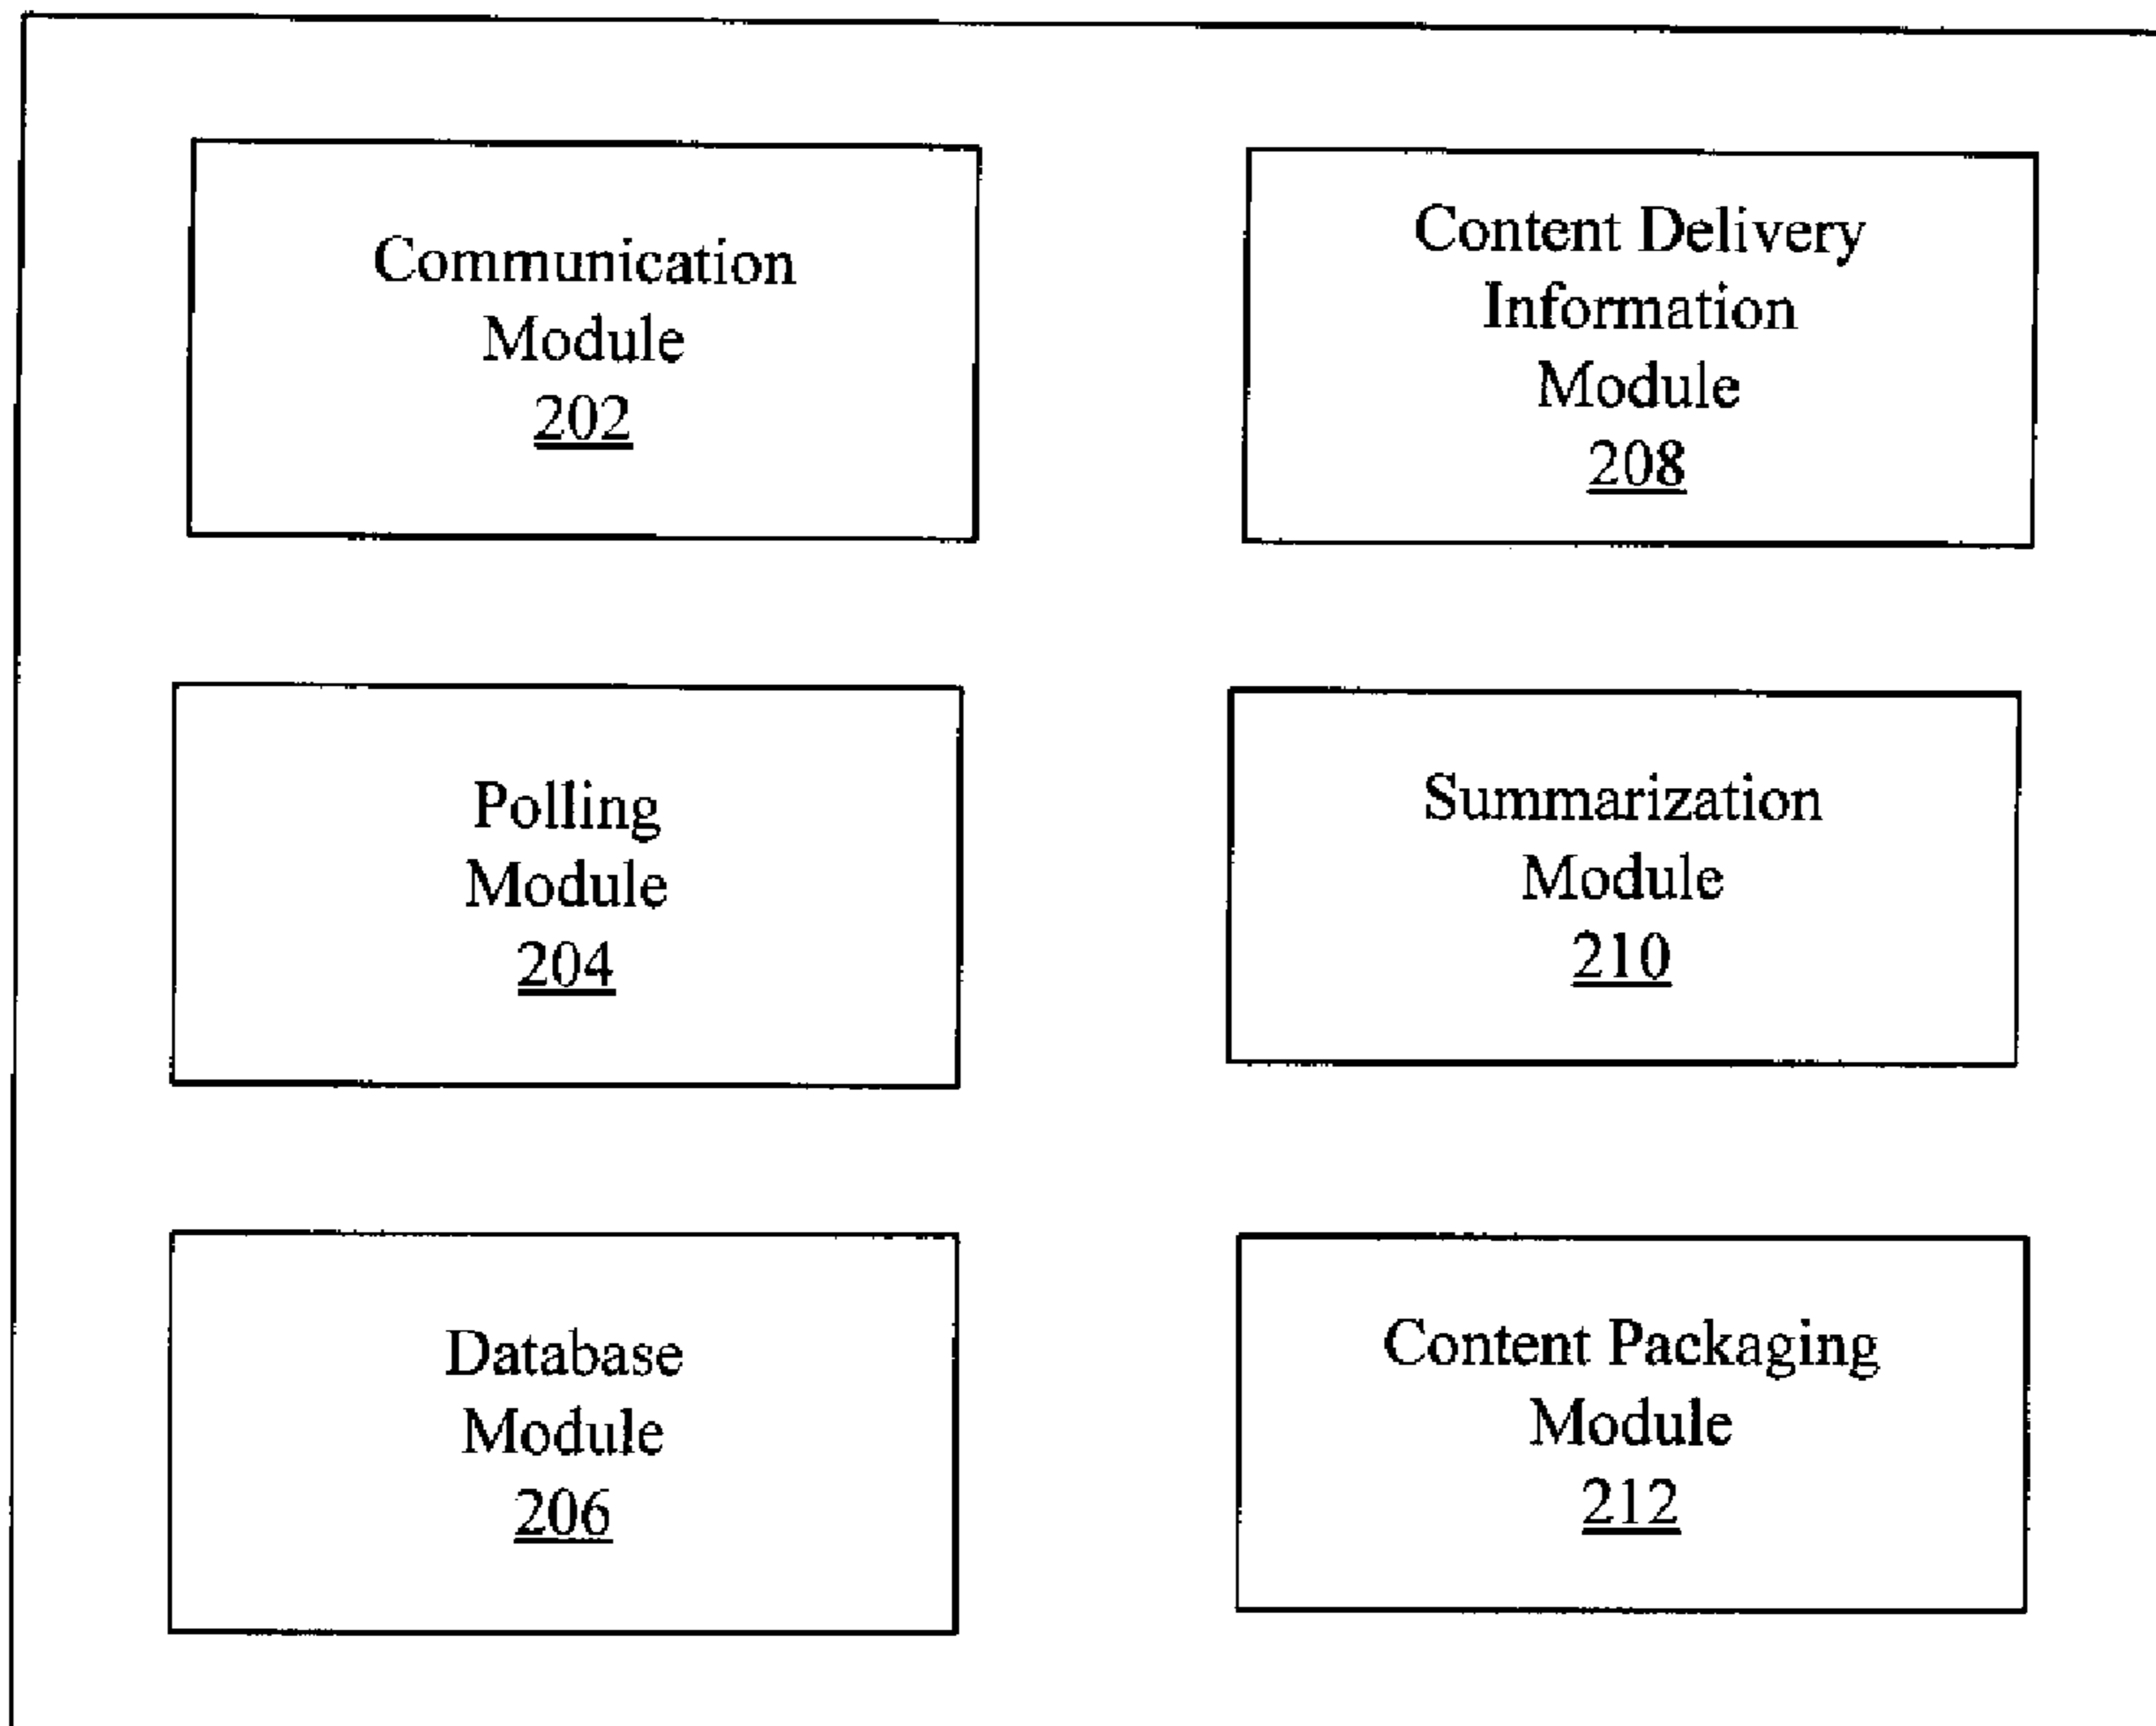 Communication
Module
202
Content Delivery
Information
Module
208
Polling
Module
204
Summarization
Module
210
Database
Module
206
Content Packaging
Module
212